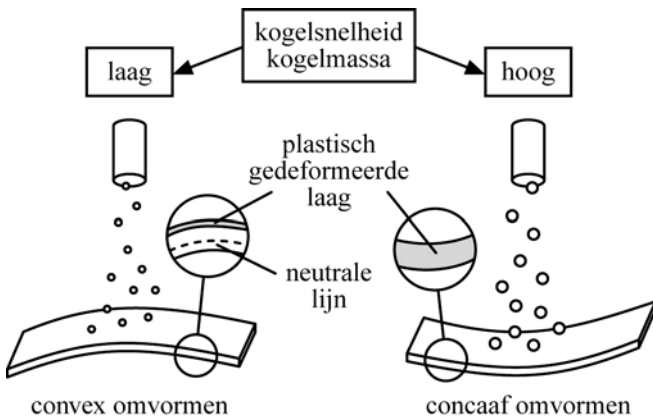 kogelsnelheid
kogelmassa
laag
hoog
plastisch
gedeformeerde
laag
neutrale
lijn
convex omvormen
concaaf omvormen